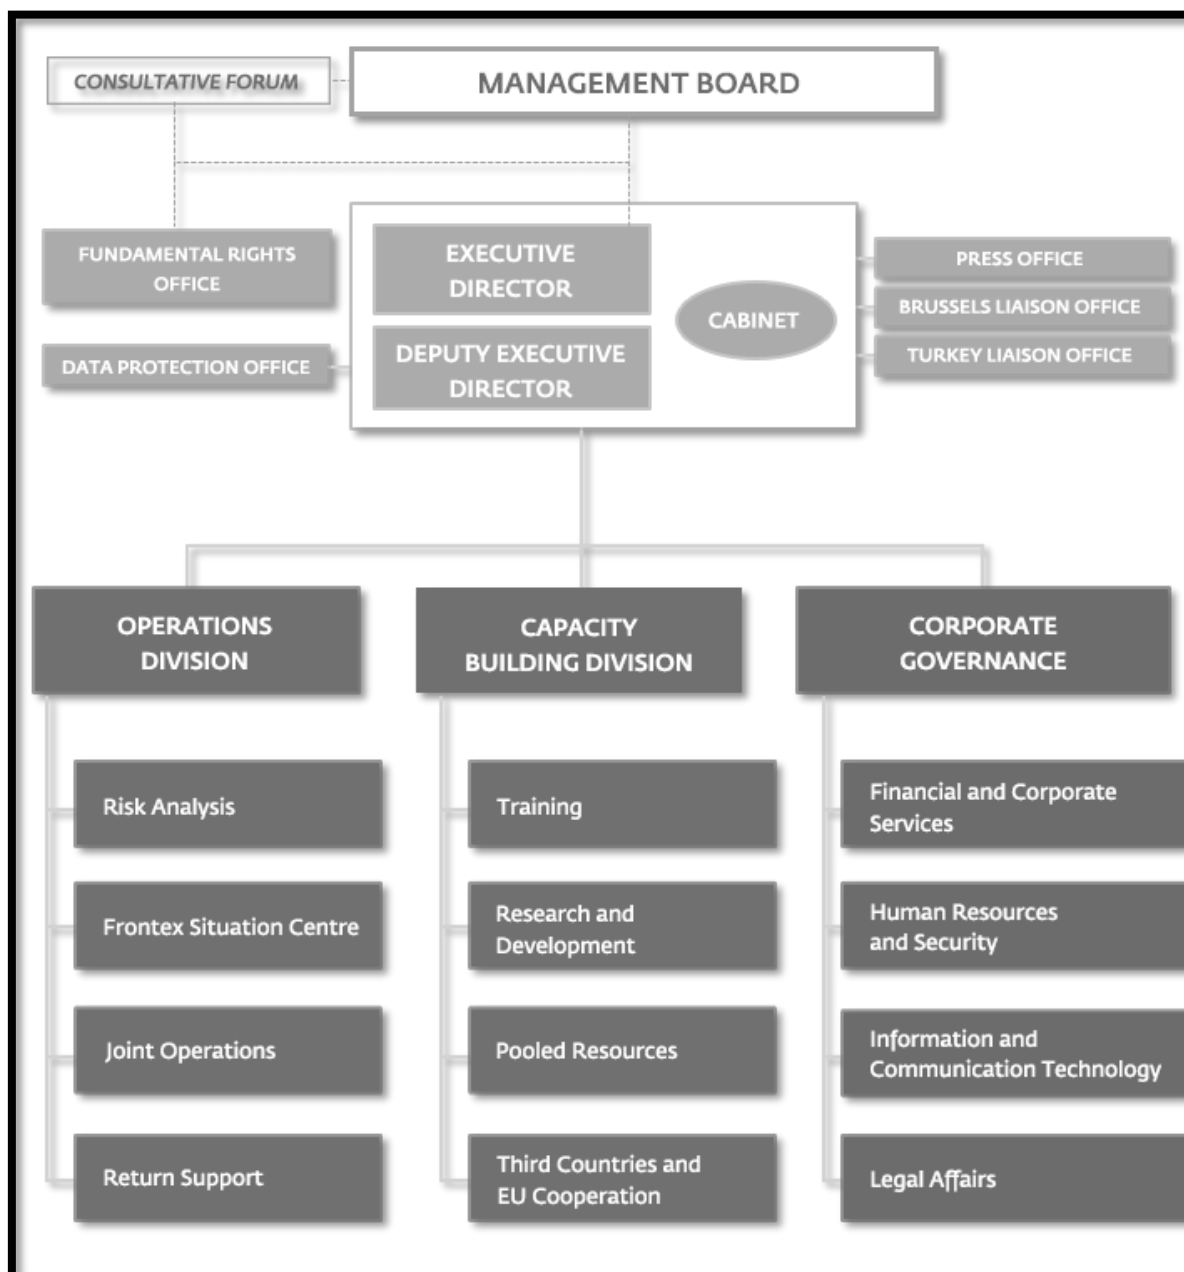 CONSULTATIVE FORUM
MANAGEMENT BOARD
FUNDAMENTAL RIGHTS
OFFICE
DATA PROTECTION OFFICE
EXECUTIVE
DIRECTOR
DEPUTY EXECUTIVE
DIRECTOR
CABINET
PRESS OFFICE
BRUSSELS LIAISON OFFICE
TURKEY LIAISON OFFICE
OPERATIONS
DIVISION
Risk Analysis
Frontex Situation Centre
Joint Operations
Return Support
CAPACITY
BUILDING DIVISION
Training
Research and
Development
Pooled Resources
Third Countries and
EU Cooperation
CORPORATE
GOVERNANCE
Financial and Corporate
Services
Human Resources
and Security
Information and
Communication Technology
Legal Affairs